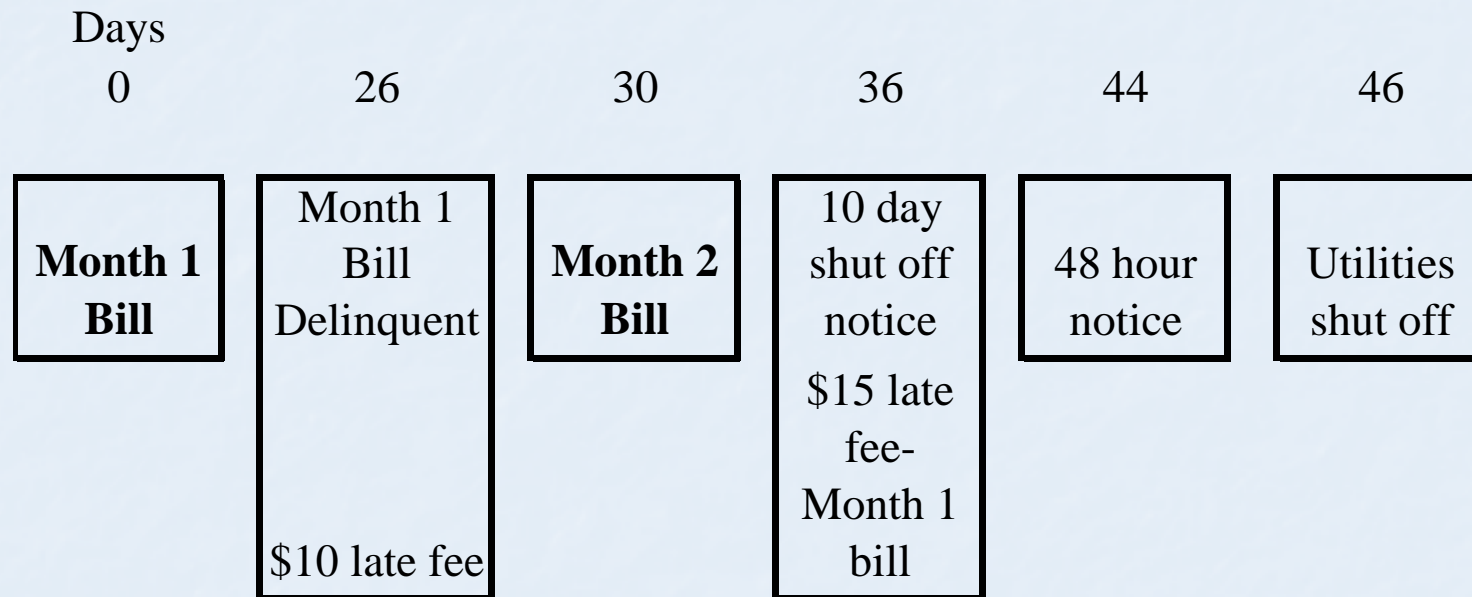 Days
0 26 30 36 44 46
Month 1
Bill
Month 1
Bill
Delinquent
$10 late fee
Month 2
Bill
10 day
shut off
notice
$15 late
fee-
Month 1
bill
48 hour
notice
Utilities
shut off